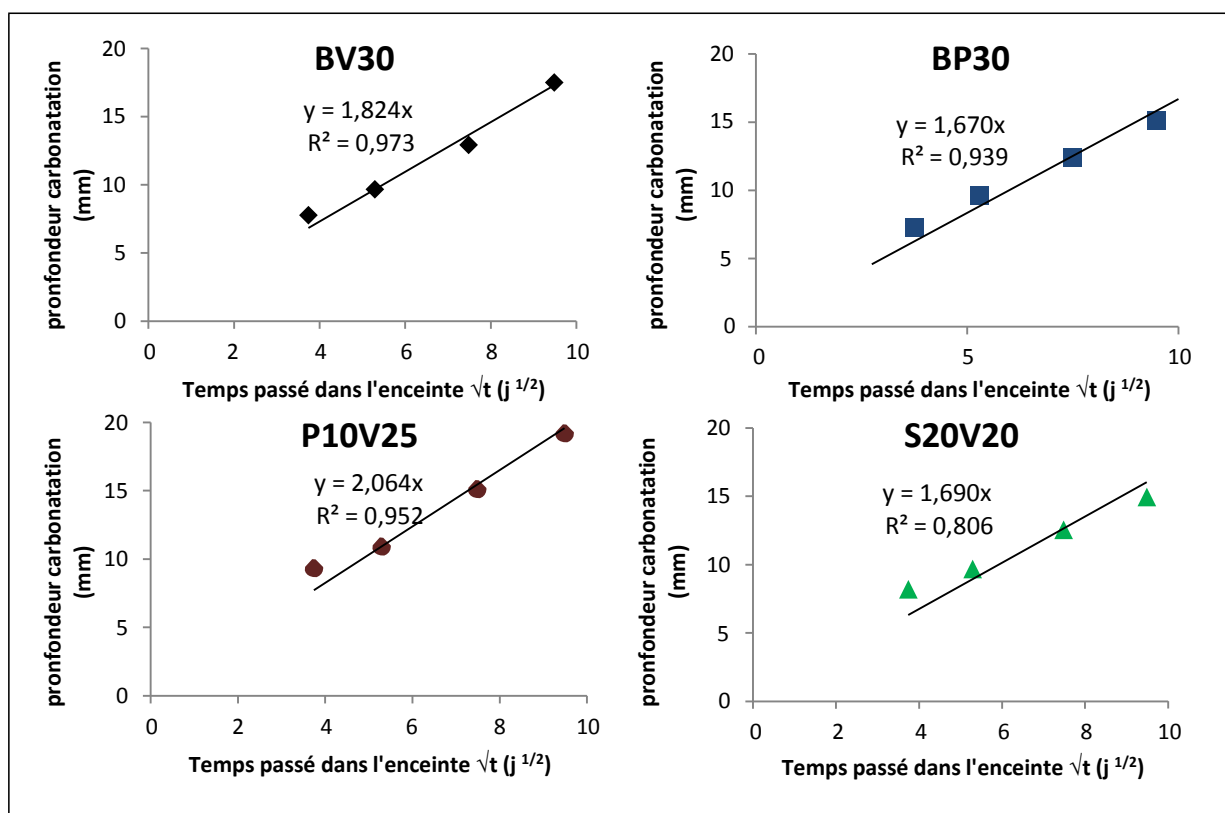 BV30
y = 1,824x
R² = 0,973
pronfondeur carbonatation
(mm)
20
15
10
5
0
0 2 4 6 8 10
Temps passé dans l'enceinte √t (j ¹/²)
BP30
y = 1,670x
R² = 0,939
pronfondeur carbonatation
(mm)
20
15
10
5
0
0 5 10
Temps passé dans l'enceinte √t (j ¹/²)
P10V25
y = 2,064x
R² = 0,952
pronfondeur carbonatation
(mm)
20
15
10
5
0
0 2 4 6 8 10
Temps passé dans l'enceinte √t (j ¹/²)
S20V20
y = 1,690x
R² = 0,806
pronfondeur carbonatation
(mm)
20
15
10
5
0
0 2 4 6 8 10
Temps passé dans l'enceinte √t (j ¹/²)